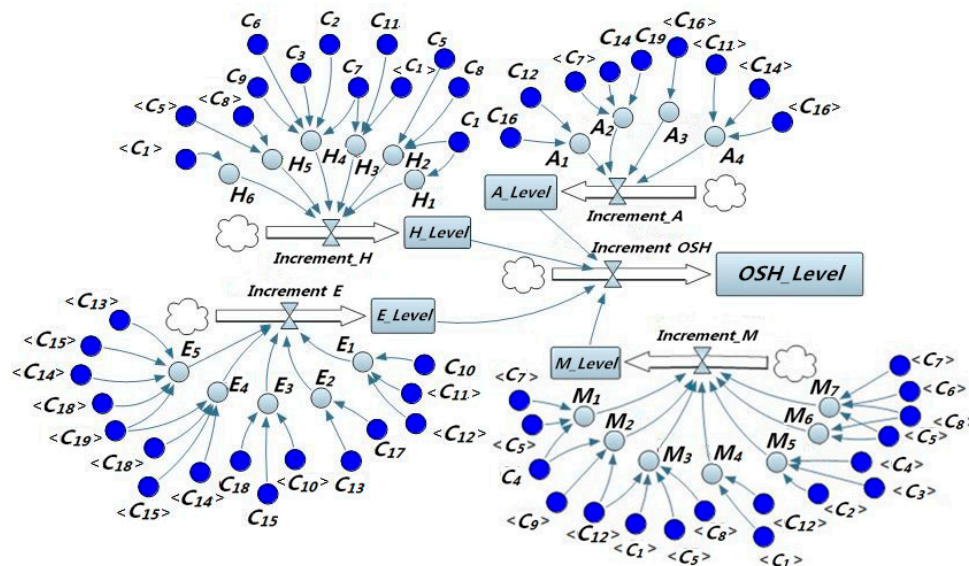 C6 C2 C11 C5 C3 C9 C7 <C1> C8
<C5> <C8> C1
<C1>
H6 H5 H4 H3 H2 H1
<C16> C14 C19 <C7> <C11> C12 <C14>
C16 <C16>
A1 A2 A3 A4
A_Level
Increment_A
H_Level
Increment_H
Increment OSH
OSH_Level
Increment E
E_Level
Increment_M
M_Level
<C13>
<C15>
<C14>
<C18>
<C19>
<C18>
<C15> <C14> C18 C15 <C10> C13 C17
C10
<C11>
<C12>
E5 E4 E3 E2 E1
<C7>
<C5>
C4
<C9> <C12> <C1> <C5> <C8> <C1> <C12> <C2> <C3>
<C4>
<C7>
<C6>
<C8>
<C5>
M1 M2 M3 M4 M5 M6 M7